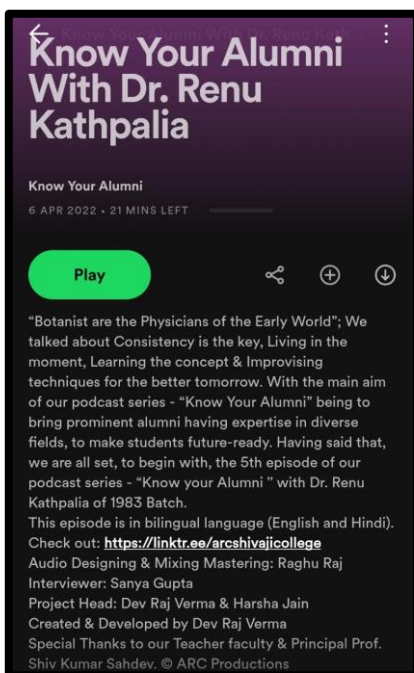 Know Your Alumni With Dr. Renu Kath...
Know Your Alumni
With Dr. Renu
Kathpalia
Know Your Alumni
6 APR 2022 • 21 MINS LEFT
Play
“Botanist are the Physicians of the Early World”; We
talked about Consistency is the key, Living in the
moment, Learning the concept & Improvising
techniques for the better tomorrow. With the main aim
of our podcast series - “Know Your Alumni” being to
bring prominent alumni having expertise in diverse
fields, to make students future-ready. Having said that,
we are all set, to begin with, the 5th episode of our
podcast series - “Know your Alumni " with Dr. Renu
Kathpalia of 1983 Batch.
This episode is in bilingual language (English and Hindi).
Check out: https://linktr.ee/arcshivajicollege
Audio Designing & Mixing Mastering: Raghu Raj
Interviewer: Sanya Gupta
Project Head: Dev Raj Verma & Harsha Jain
Created & Developed by Dev Raj Verma
Special Thanks to our Teacher faculty & Principal Prof.
Shiv Kumar Sahdev. © ARC Productions